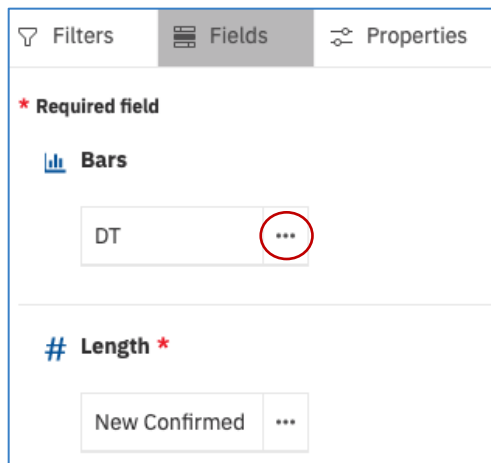 Filters Fields Properties
* Required field
Bars
DT ...
# Length *
New Confirmed ...